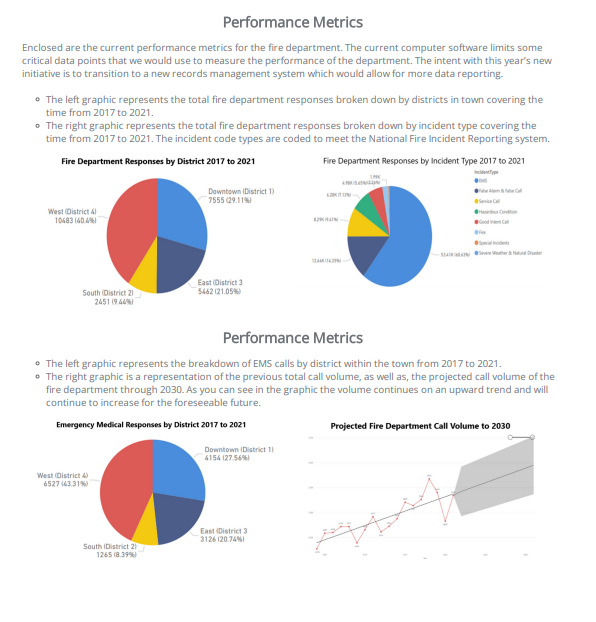 Performance Metrics
Enclosed are the current performance metrics for the fire department. The current computer software limits some
critical data points that we would use to measure the performance of the department. The intent with this year's new
initiative is to transition to a new records management system which would allow for more data reporting.
The left graphic represents the total fire department responses broken down by districts in town covering the
time from 2017 to 2021.
The right graphic represents the total fire department responses broken down by incident type covering the
time from 2017 to 2021. The incident code types are coded to meet the National Fire Incident Reporting system.
Fire Department Responses by District 2017 to 2021
Downtown (District 1)
7555 (29.11%)
West (District 4)
10483 (40.4%)
East (District 3
5462 (21.05%)
South (District 2)
2451 (9.44%)
Fire Department Responses by Incident Type 2017 to 2021
IncidentType
EMS
False Alarm & False Call
Service Call
Hazardous Condition
Good Intent Call
Fire
Special Incidents
Severe Weather & Natural Disaster
Performance Metrics
The left graphic represents the breakdown of EMS calls by district within the town from 2017 to 2021.
The right graphic is a representation of the previous total call volume, as well as, the projected call volume of the
fire department through 2030. As you can see in the graphic the volume continues on an upward trend and will
continue to increase for the foreseeable future.
Emergency Medical Responses by District 2017 to 2021
Downtown (District 1)
4154 (27.56%)
West (District 4)
6527 (43.31%)
East (District 3
3126 (20.74%)
South (District 2)
1265 (8.39%)
Projected Fire Department Call Volume to 2030